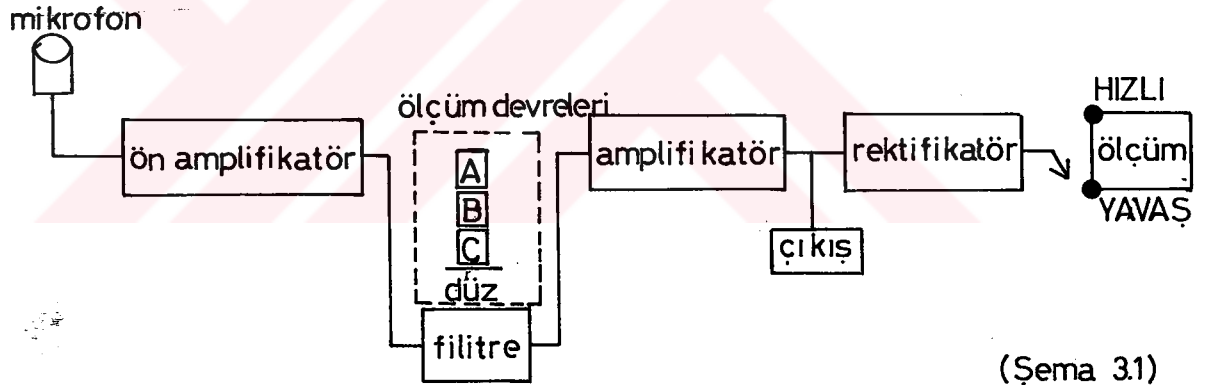 mikrofon
ön amplifikatör
ölçüm devreleri
A
B
C
düz
filitre
amplifikatör
çıkış
rektifikatör
HIZLI
ölçüm
YAVAŞ
(Şema 3.1)